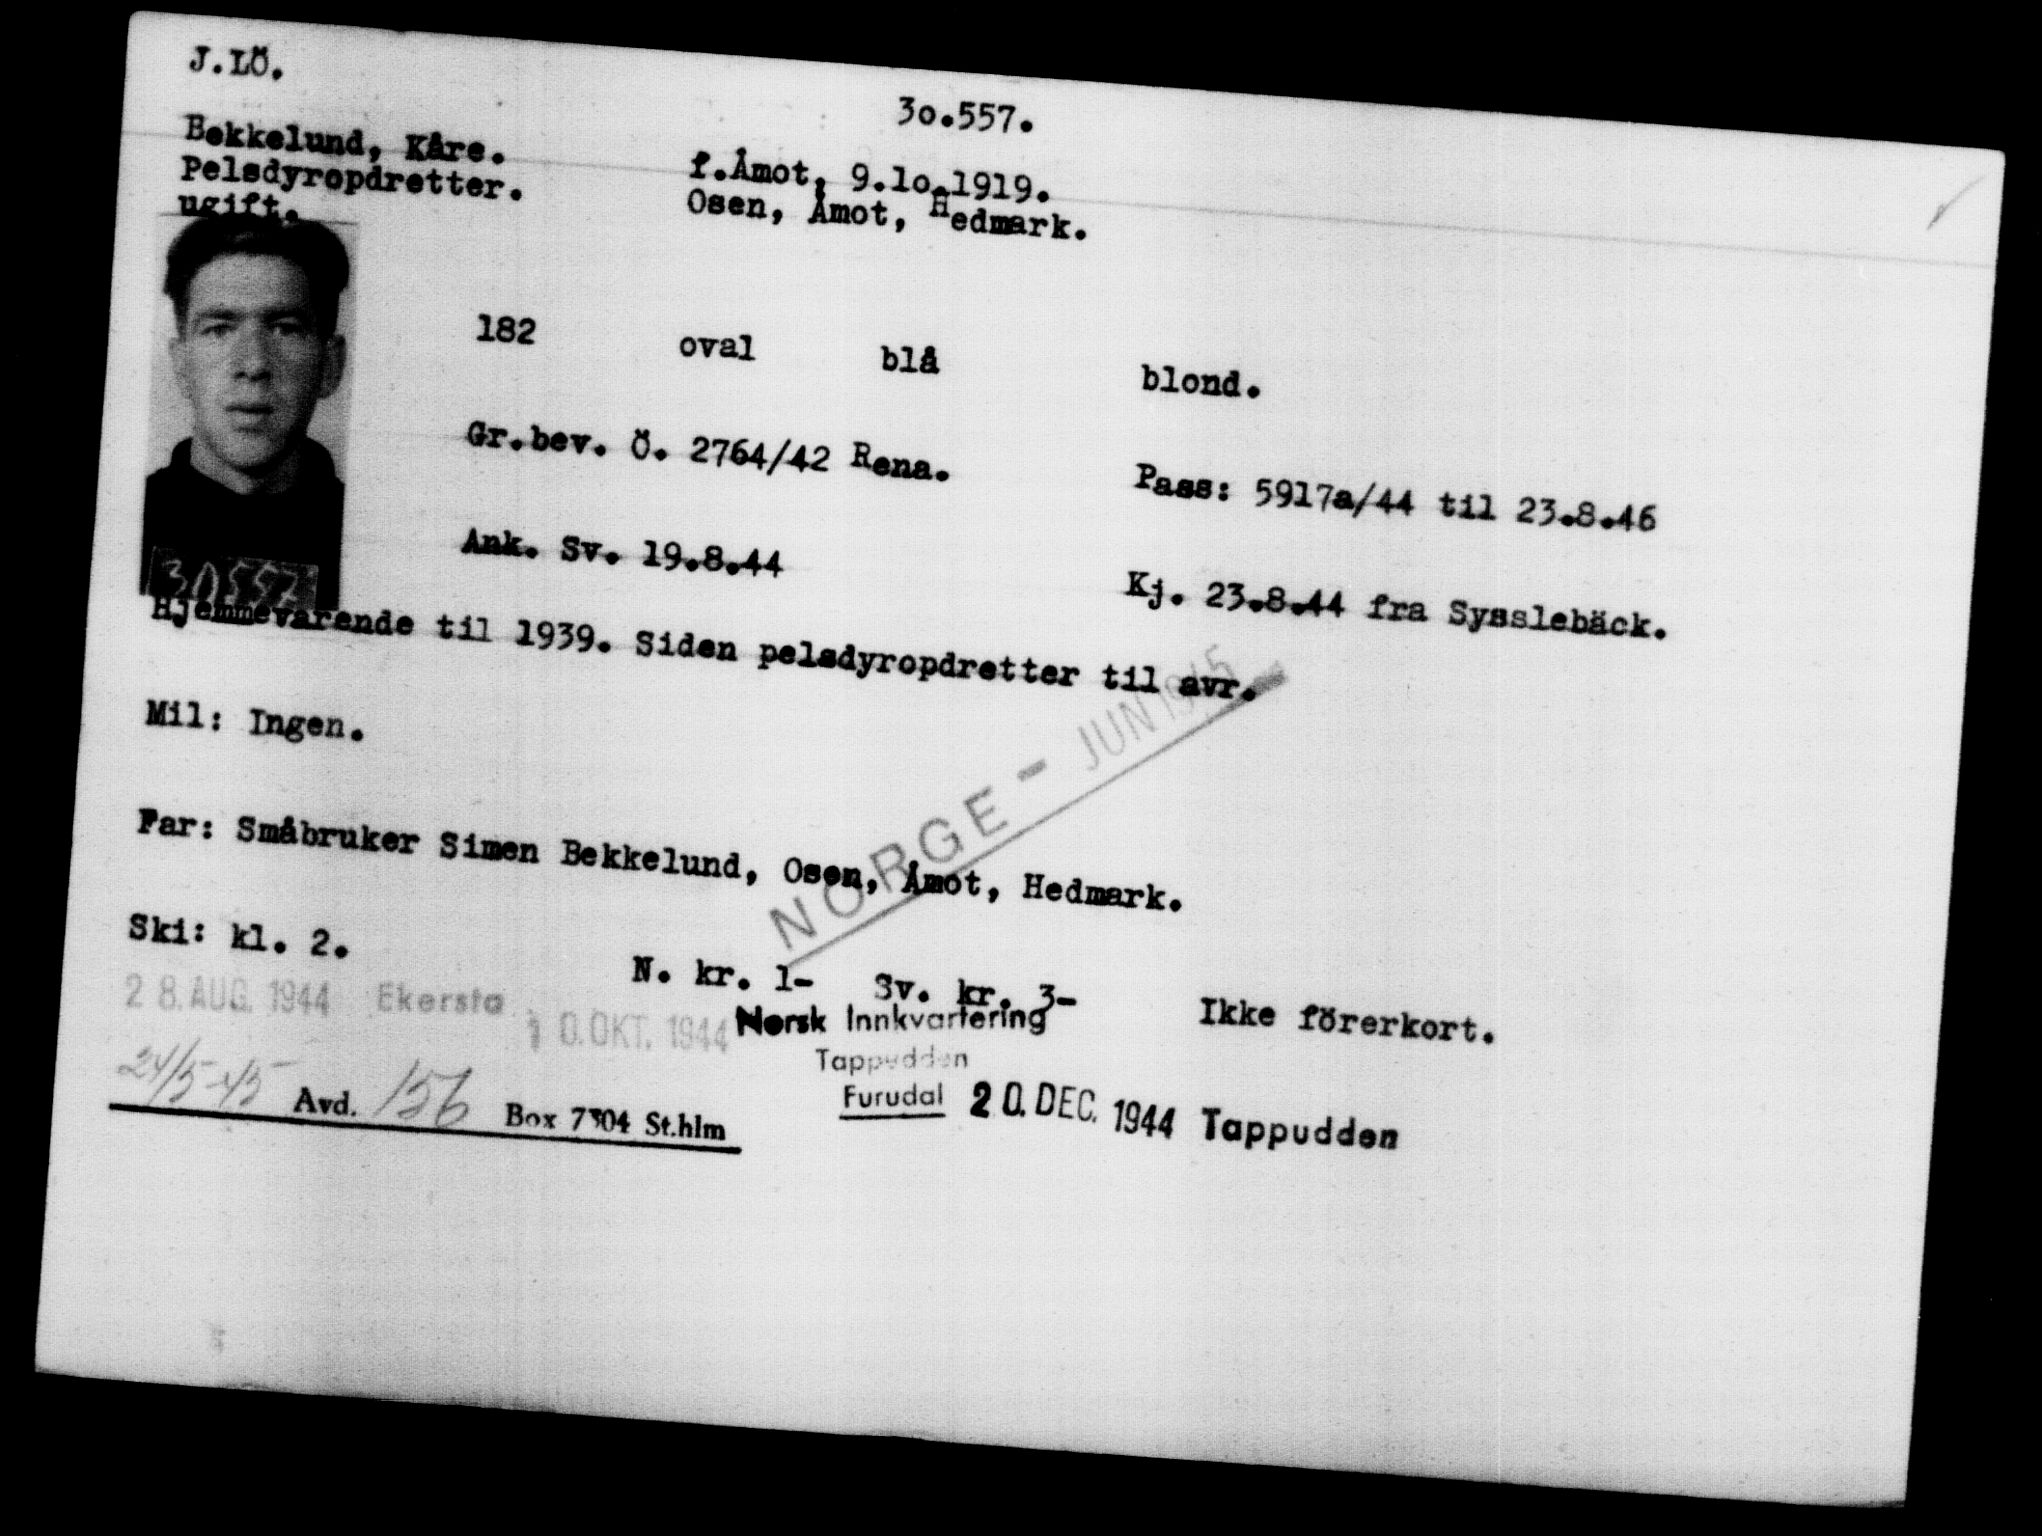 J.LÖ.
3o.557.
Bekkelund, Kåre.
f.Åmot, 9.1o.1919.
Pelsdyropdretter.
Osen, Åmot, Hedmark.
ugift.
182 oval blå blond.
Gr.bev. Ö. 2764/42 Rena.
Pass: 5917a/44 til 23.8.46
Ank. Sv. 19.8.44
Kj. 23.8.44 fra Sysslebäck.
30557
Hjemmeværende til 1939. Siden pelsdyropdretter til avr.
Mil: Ingen.
NORGE - JUN 1945
Far: Småbruker Simen Bekkelund, Osen, Åmot, Hedmark.
Ski: kl. 2.
N. kr. 1- Sv. kr. 3-
Ikke förerkort.
28. AUG. 1944 Ekersta
10. OKT. 1944
Norsk Innkvartering
Tappudden
Furudal
20. DEC. 1944 Tappudden
24/5-45 Avd. 156 Box 7304 St.hlm